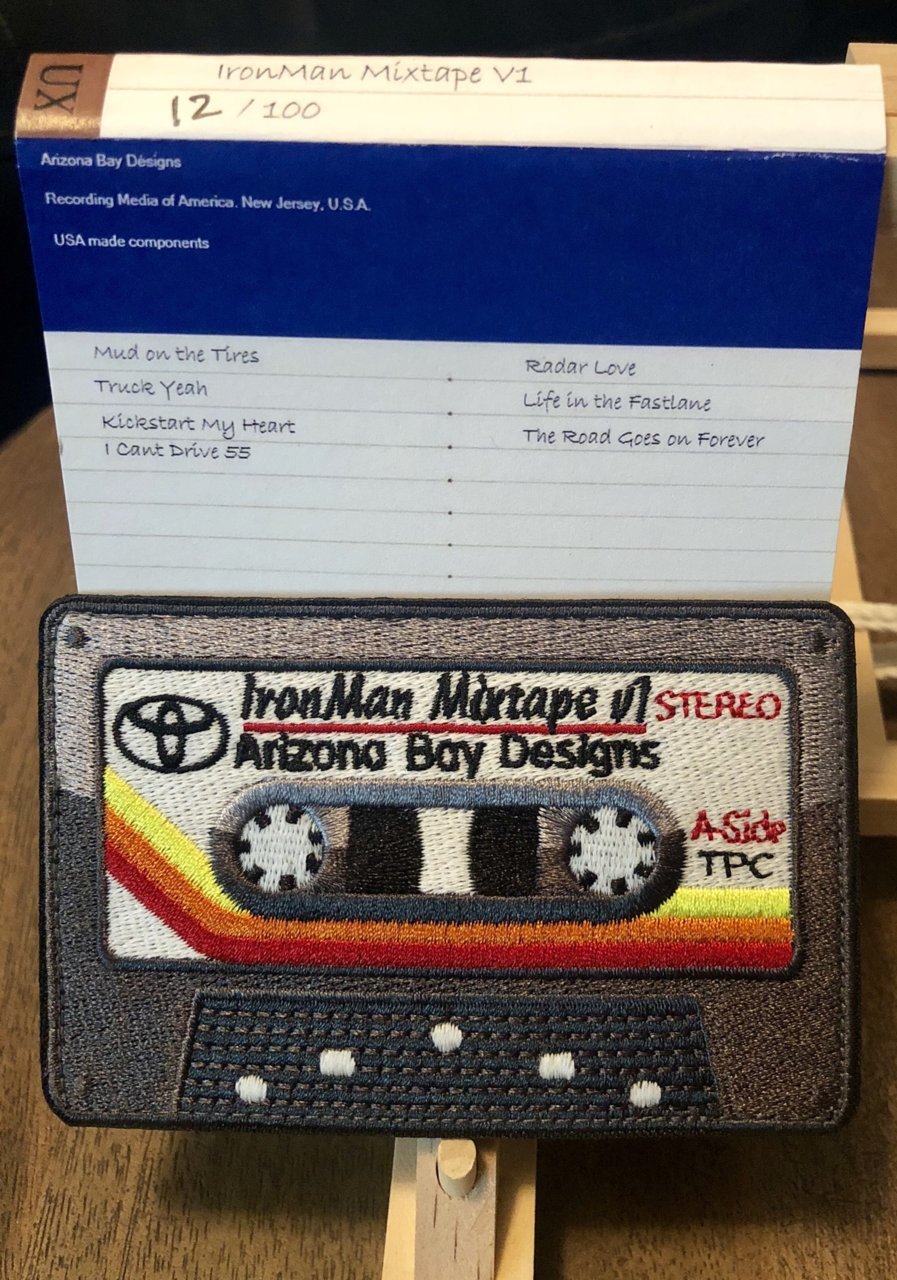 UX
IronMan Mixtape V1
12 / 100
Arizona Bay Designs
Recording Media of America. New Jersey, U.S.A.
USA made components
Mud on the Tires
Truck Yeah
Kickstart My Heart
I Cant Drive 55
Radar Love
Life in the Fastlane
The Road Goes on Forever
IronMan Mixtape v1
STEREO
Arizona Bay Designs
A-Side
TPC